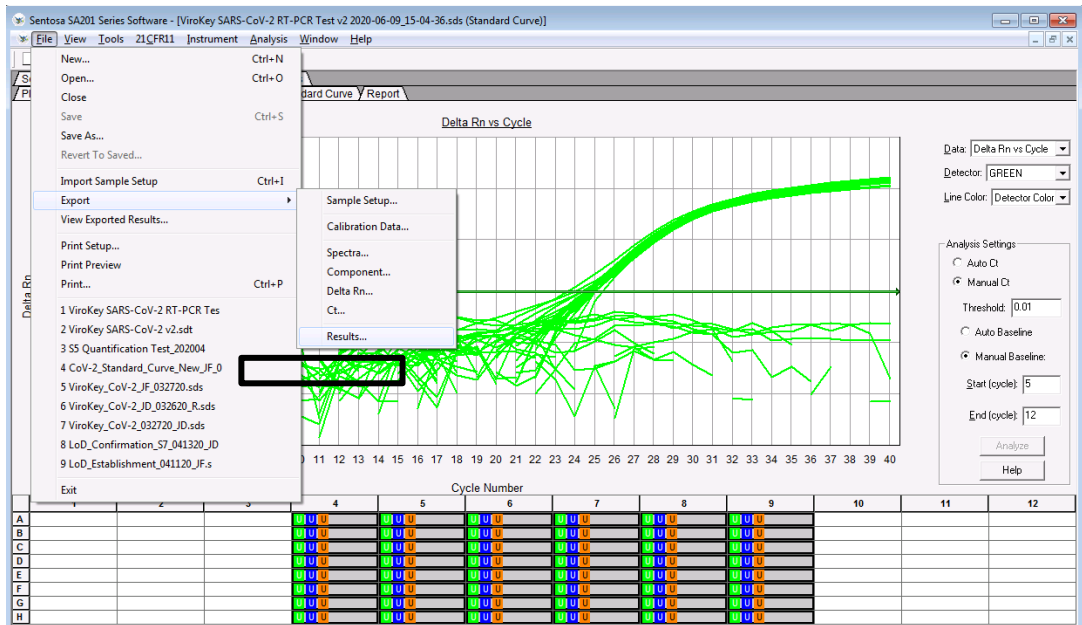 Sentosa SA201 Series Software - [ViroKey SARS-CoV-2 RT-PCR Test v2 2020-06-09_15-04-36.sds (Standard Curve)]
File View Tools 21CFR11 Instrument Analysis Window Help
New... Ctrl+N
Open... Ctrl+O
Close
Save Ctrl+S
Save As...
Revert To Saved...
Import Sample Setup Ctrl+I
Export
View Exported Results...
Print Setup...
Print Preview
Print... Ctrl+P
1 ViroKey SARS-CoV-2 RT-PCR Tes
2 ViroKey SARS-CoV-2 v2.sdt
3 S5 Quantification Test_202004
4 CoV-2_Standard_Curve_New_JF_0
5 ViroKey_CoV-2_JF_032720.sds
6 ViroKey_CoV-2_JD_032620_R.sds
7 ViroKey_CoV-2_032720_JD.sds
8 LoD_Confirmation_S7_041320_JD
9 LoD_Establishment_041120_JF.s
Exit
Sample Setup...
Calibration Data...
Spectra...
Component...
Delta Rn...
Ct...
Results...
dard Curve Report
Delta Rn vs Cycle
Delta Rn
11 12 13 14 15 16 17 18 19 20 21 22 23 24 25 26 27 28 29 30 31 32 33 34 35 36 37 38 39 40
Cycle Number
Data: Delta Rn vs Cycle
Detector: GREEN
Line Color: Detector Color
Analysis Settings
Auto Ct
Manual Ct
Threshold: 0.01
Auto Baseline
Manual Baseline:
Start (cycle): 5
End (cycle): 12
Analyze
Help
4 5 6 7 8 9 10 11 12
A U U U U U U U U U U U U U U U U U U
B U U U U U U U U U U U U U U U U U U
C U U U U U U U U U U U U U U U U U U
D U U U U U U U U U U U U U U U U U U
E U U U U U U U U U U U U U U U U U U
F U U U U U U U U U U U U U U U U U U
G U U U U U U U U U U U U U U U U U U
H U U U U U U U U U U U U U U U U U U